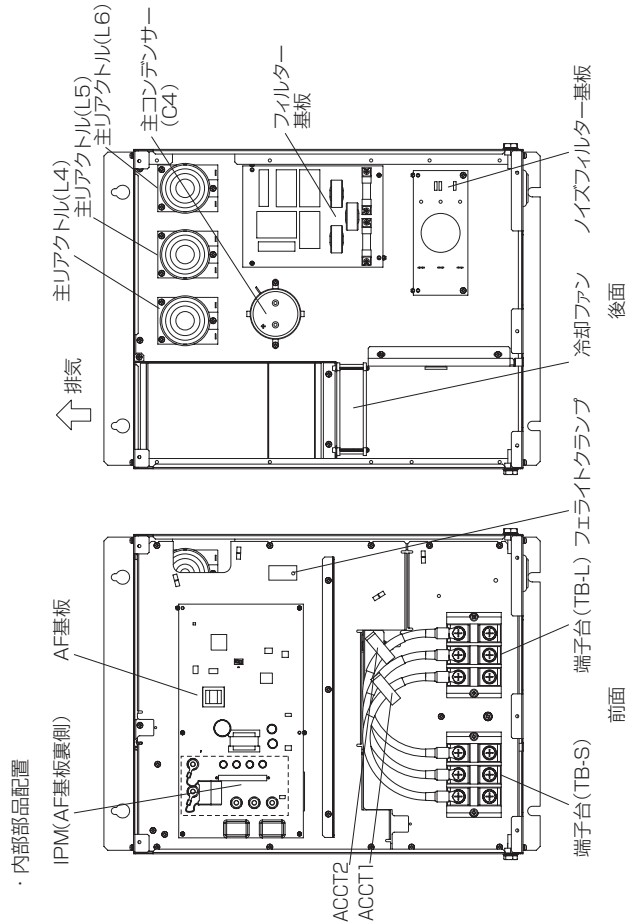 ・内部部品配置
IPM(AF基板裏側)
AF基板
ACCT2
ACCT1
端子台(TB-S)
端子台(TB-L)
フェライトクランプ
前面
排気
主リアクトル(L4)
主リアクトル(L5)
主リアクトル(L6)
主コンデンサー
(C4)
フィルター
基板
冷却ファン
ノイズフィルター基板
後面